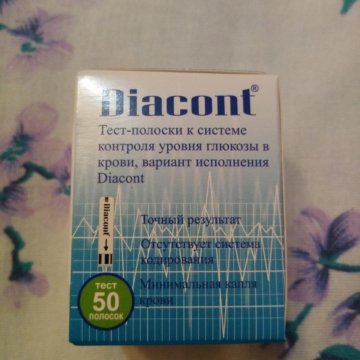 Diacont®
Тест-полоски к системе
контроля уровня глюкозы в
крови, вариант исполнения
Diacont
Diacont
Точный результат
Отсутствует система
кодирования
Минимальная капля
крови
тест
50
полосок